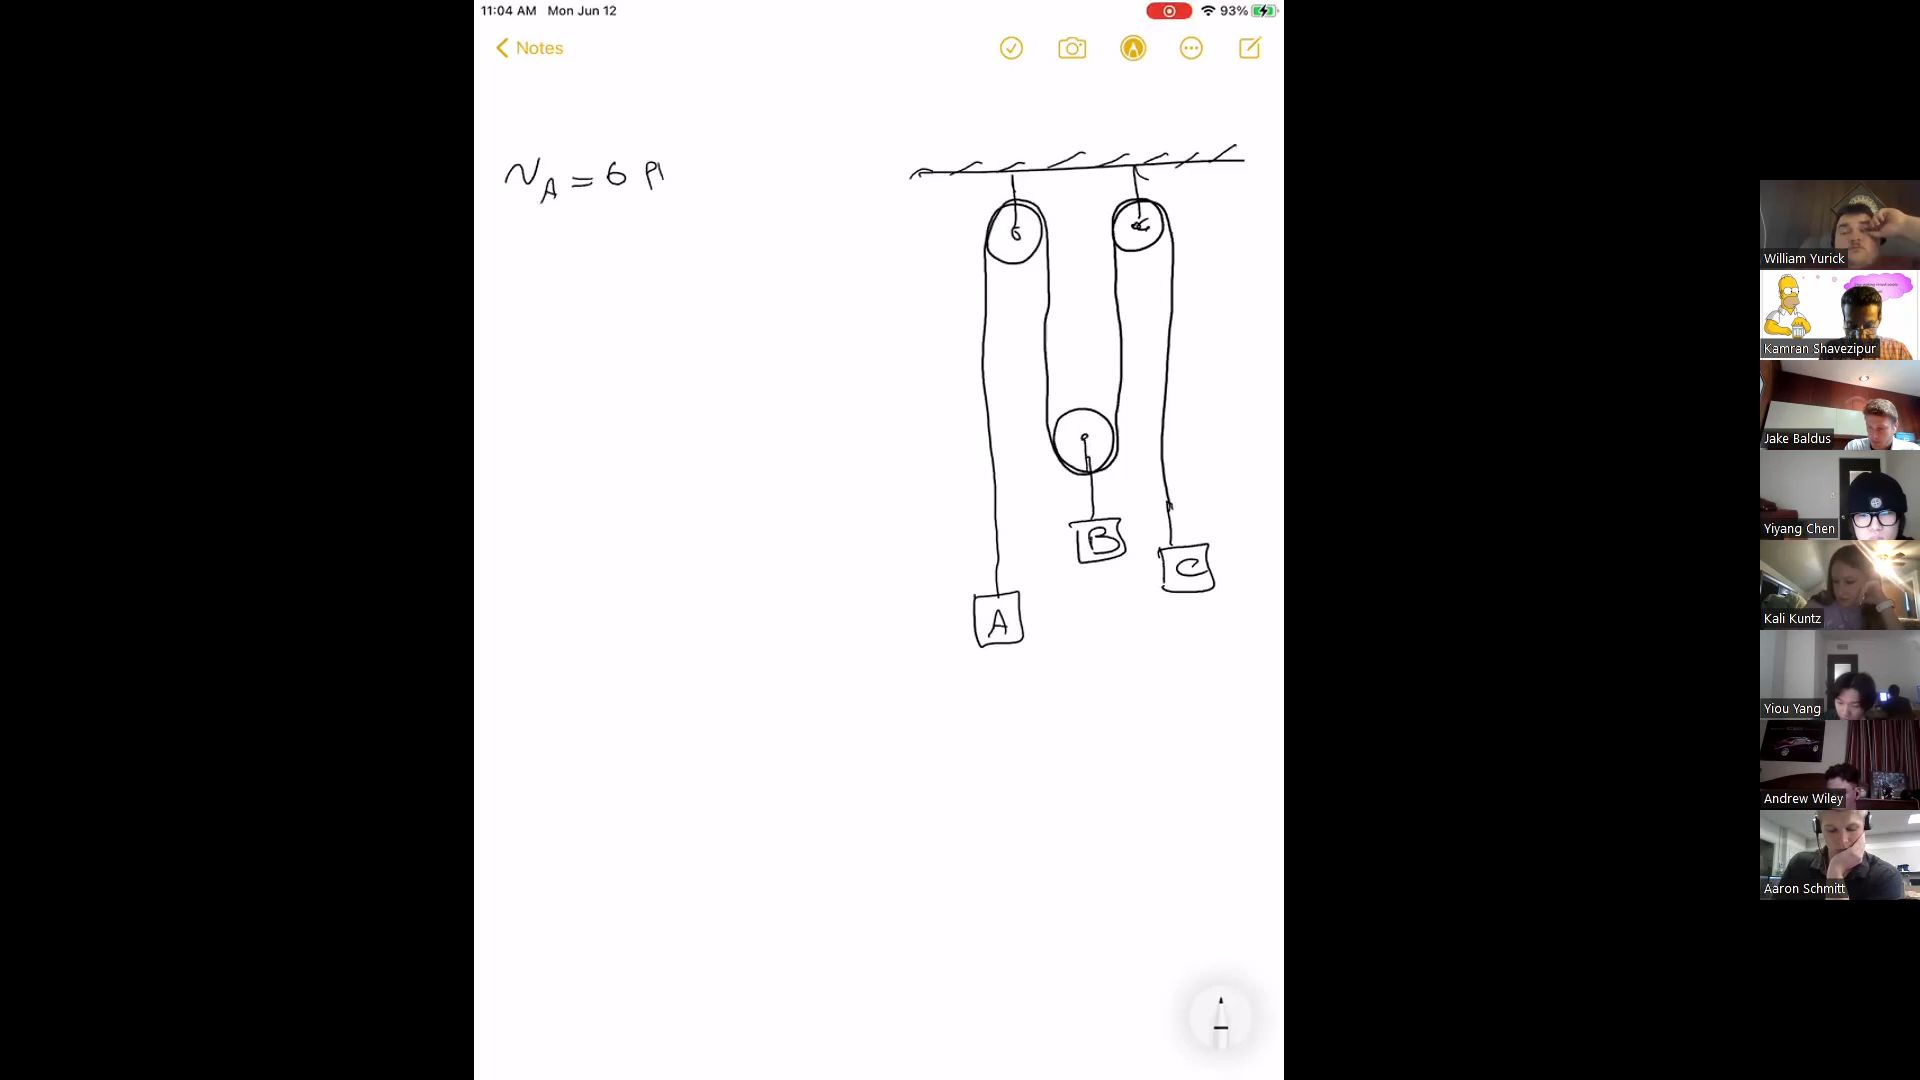 11:04 AM Mon Jun 12
93%
Notes
v_A = 6
A
B
C
William Yurick
Kamran Shavezipur
Jake Baldus
Yiyang Chen
Kali Kuntz
Yiou Yang
Andrew Wiley
Aaron Schmitt